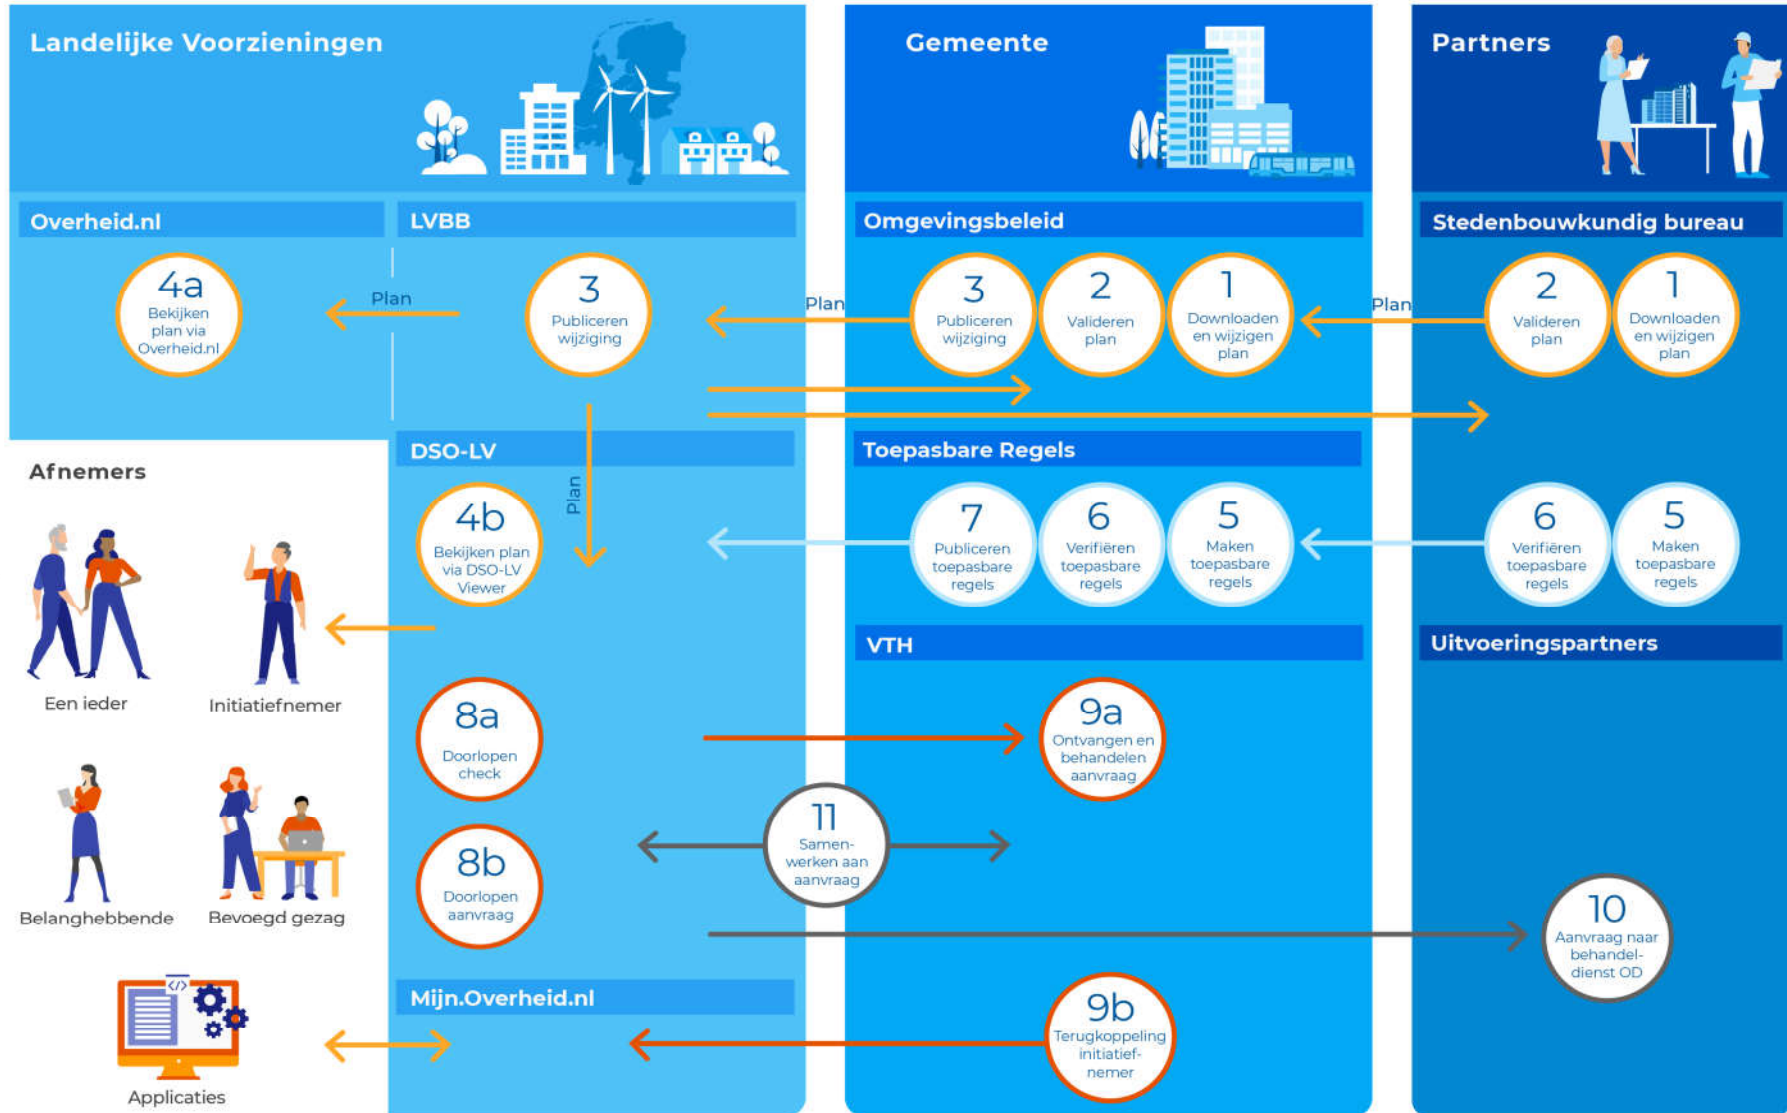 Landelijke Voorzieningen
Overheid.nl
LVBB
4a
Bekijken
plan via
Overheid.nl
Plan
3
Publiceren
wijziging
Plan
DSO-LV
4b
Bekijken plan
via DSO-LV
Viewer
8a
Doorlopen
check
8b
Doorlopen
aanvraag
Mijn.Overheid.nl
Afnemers
Een ieder
Initiatiefnemer
Belanghebbende
Bevoegd gezag
</>
Applicaties
Gemeente
Omgevingsbeleid
Plan
3
Publiceren
wijziging
2
Valideren
plan
1
Downloaden
en wijzigen
plan
Toepasbare Regels
7
Publiceren
toepasbare
regels
6
Verifiëren
toepasbare
regels
5
Maken
toepasbare
regels
VTH
9a
Ontvangen en
behandelen
aanvraag
11
Samen-
werken aan
aanvraag
9b
Terugkoppeling
initiatief-
nemer
Partners
Stedenbouwkundig bureau
Plan
2
Valideren
plan
1
Downloaden
en wijzigen
plan
6
Verifiëren
toepasbare
regels
5
Maken
toepasbare
regels
Uitvoeringspartners
10
Aanvraag naar
behandel-
dienst OD